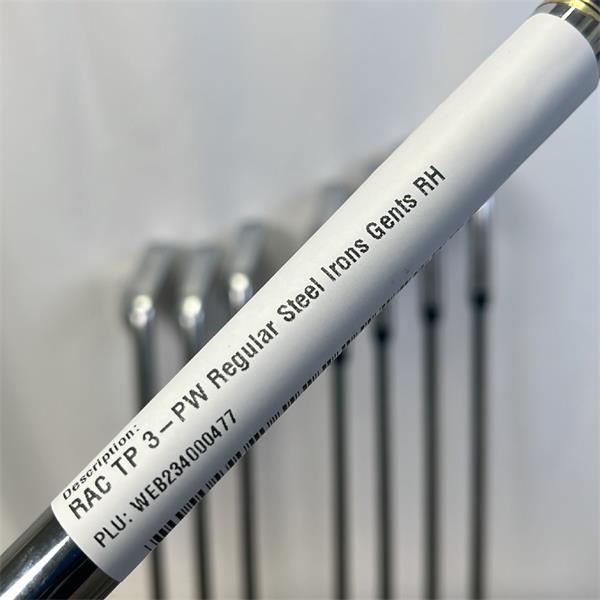 Description:
RAC TP 3 – PW Regular Steel Irons Gents RH
PLU: WEB234000477